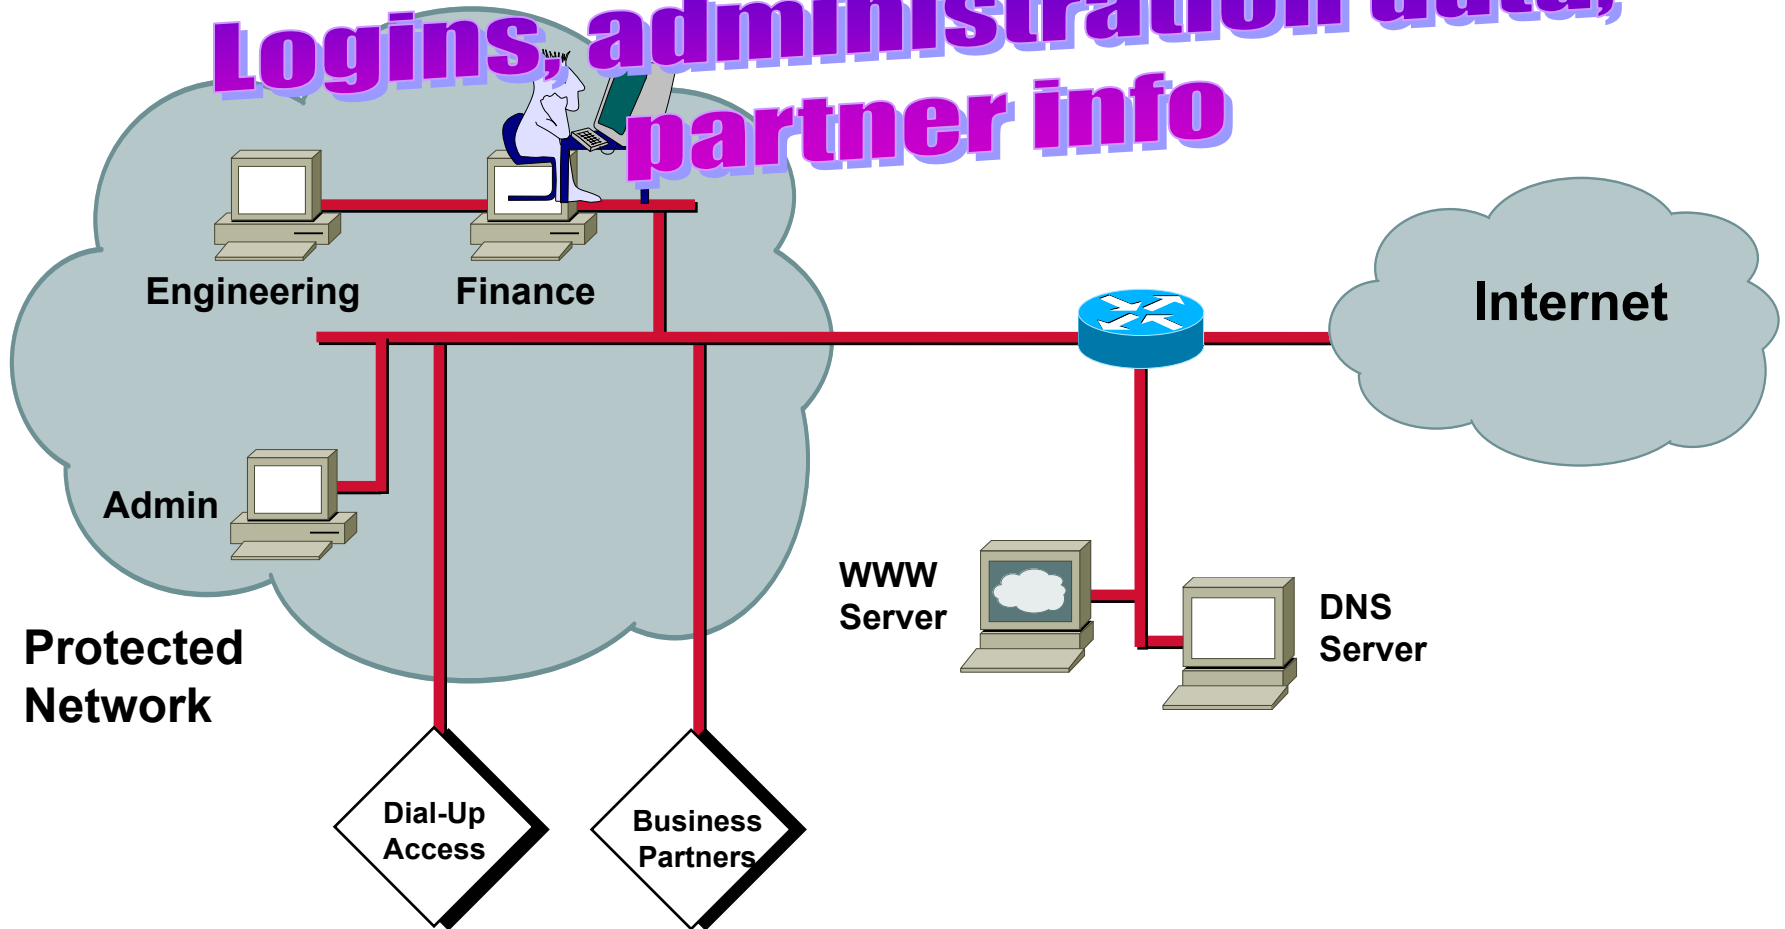 Logins, administration data,
partner info
Engineering
Finance
Internet
Admin
WWW
Server
DNS
Server
Protected
Network
Dial-Up
Access
Business
Partners